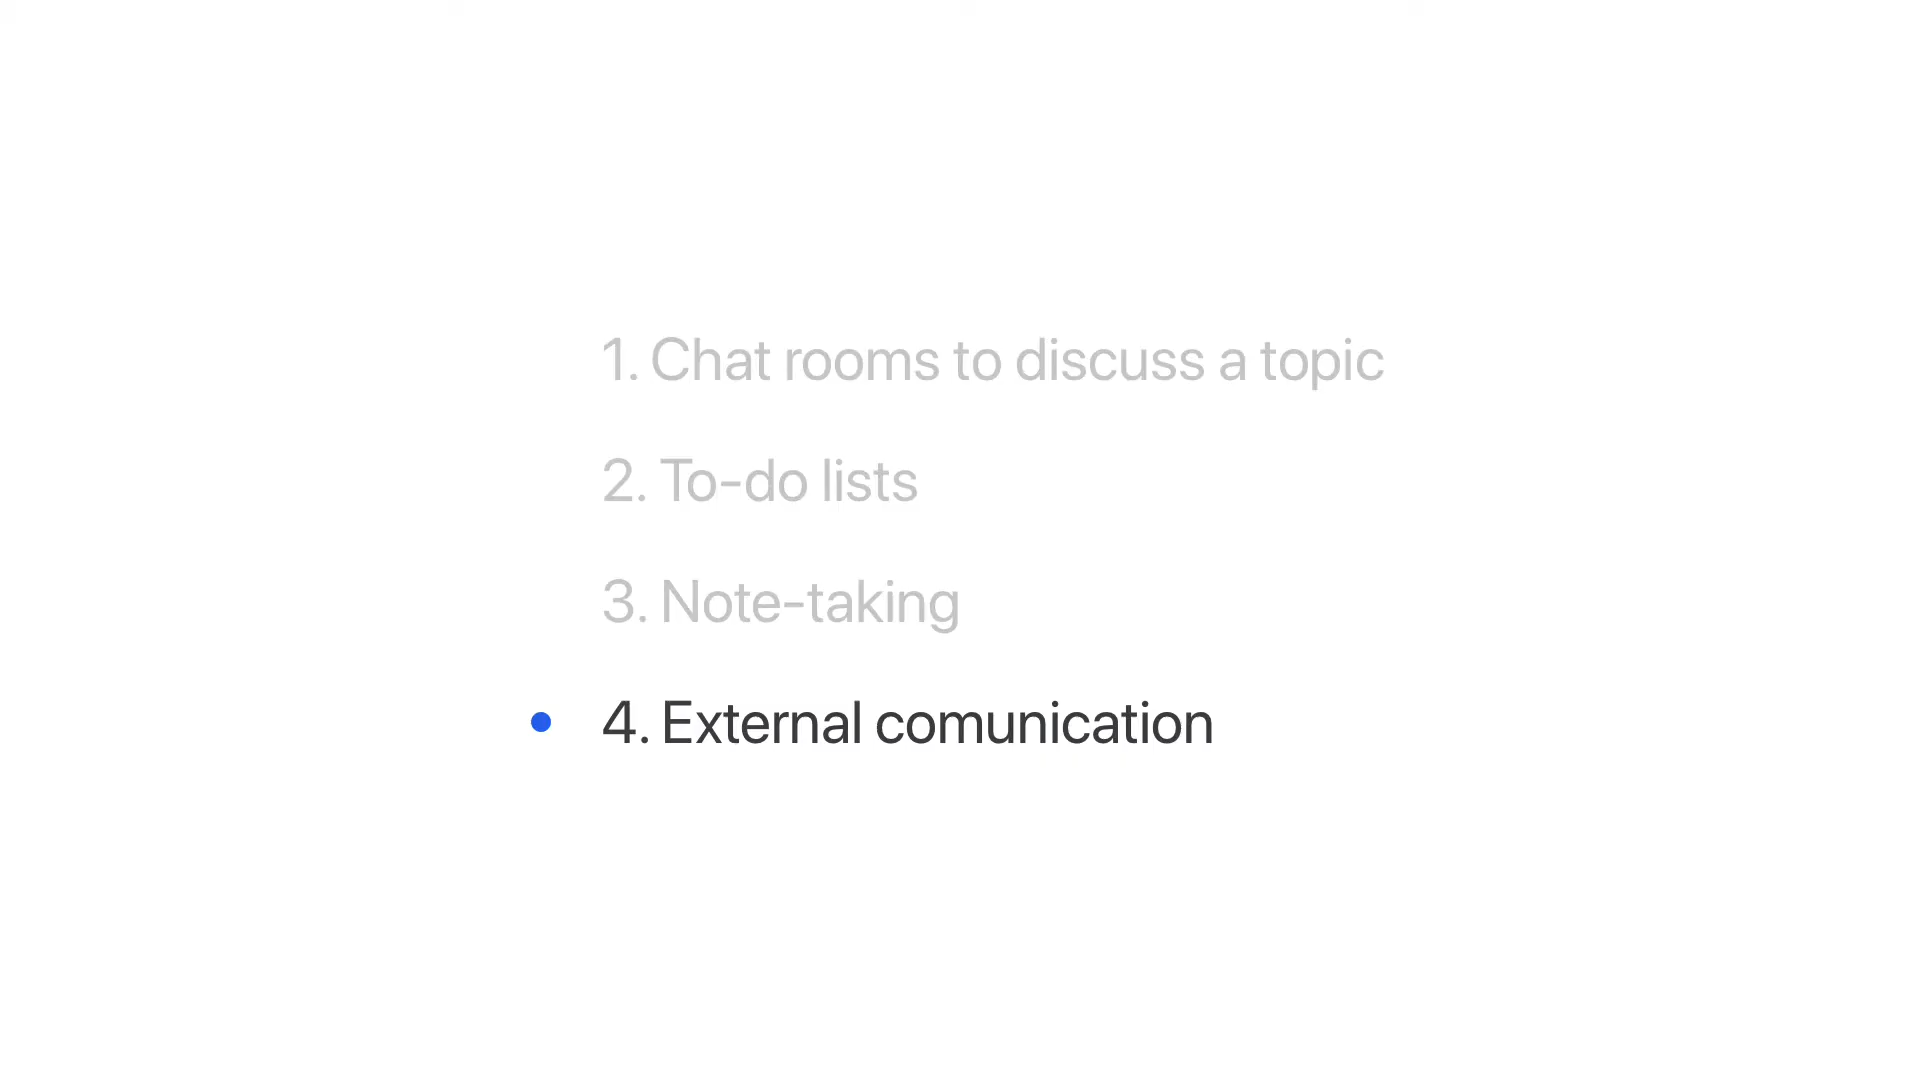 1. Chat rooms to discuss a topic
2. To-do lists
3. Note-taking
4. External comunication